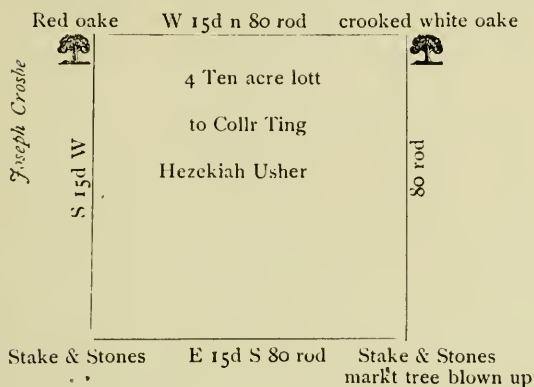 Red oake W 15d n 80 rod crooked white oake
4 Ten acre lott
to Collr Ting
Hezekiah Usher
Joseph Crosbe
S 15d W
80 rod
Stake & Stones E 15d S 80 rod Stake & Stones
markt tree blown up